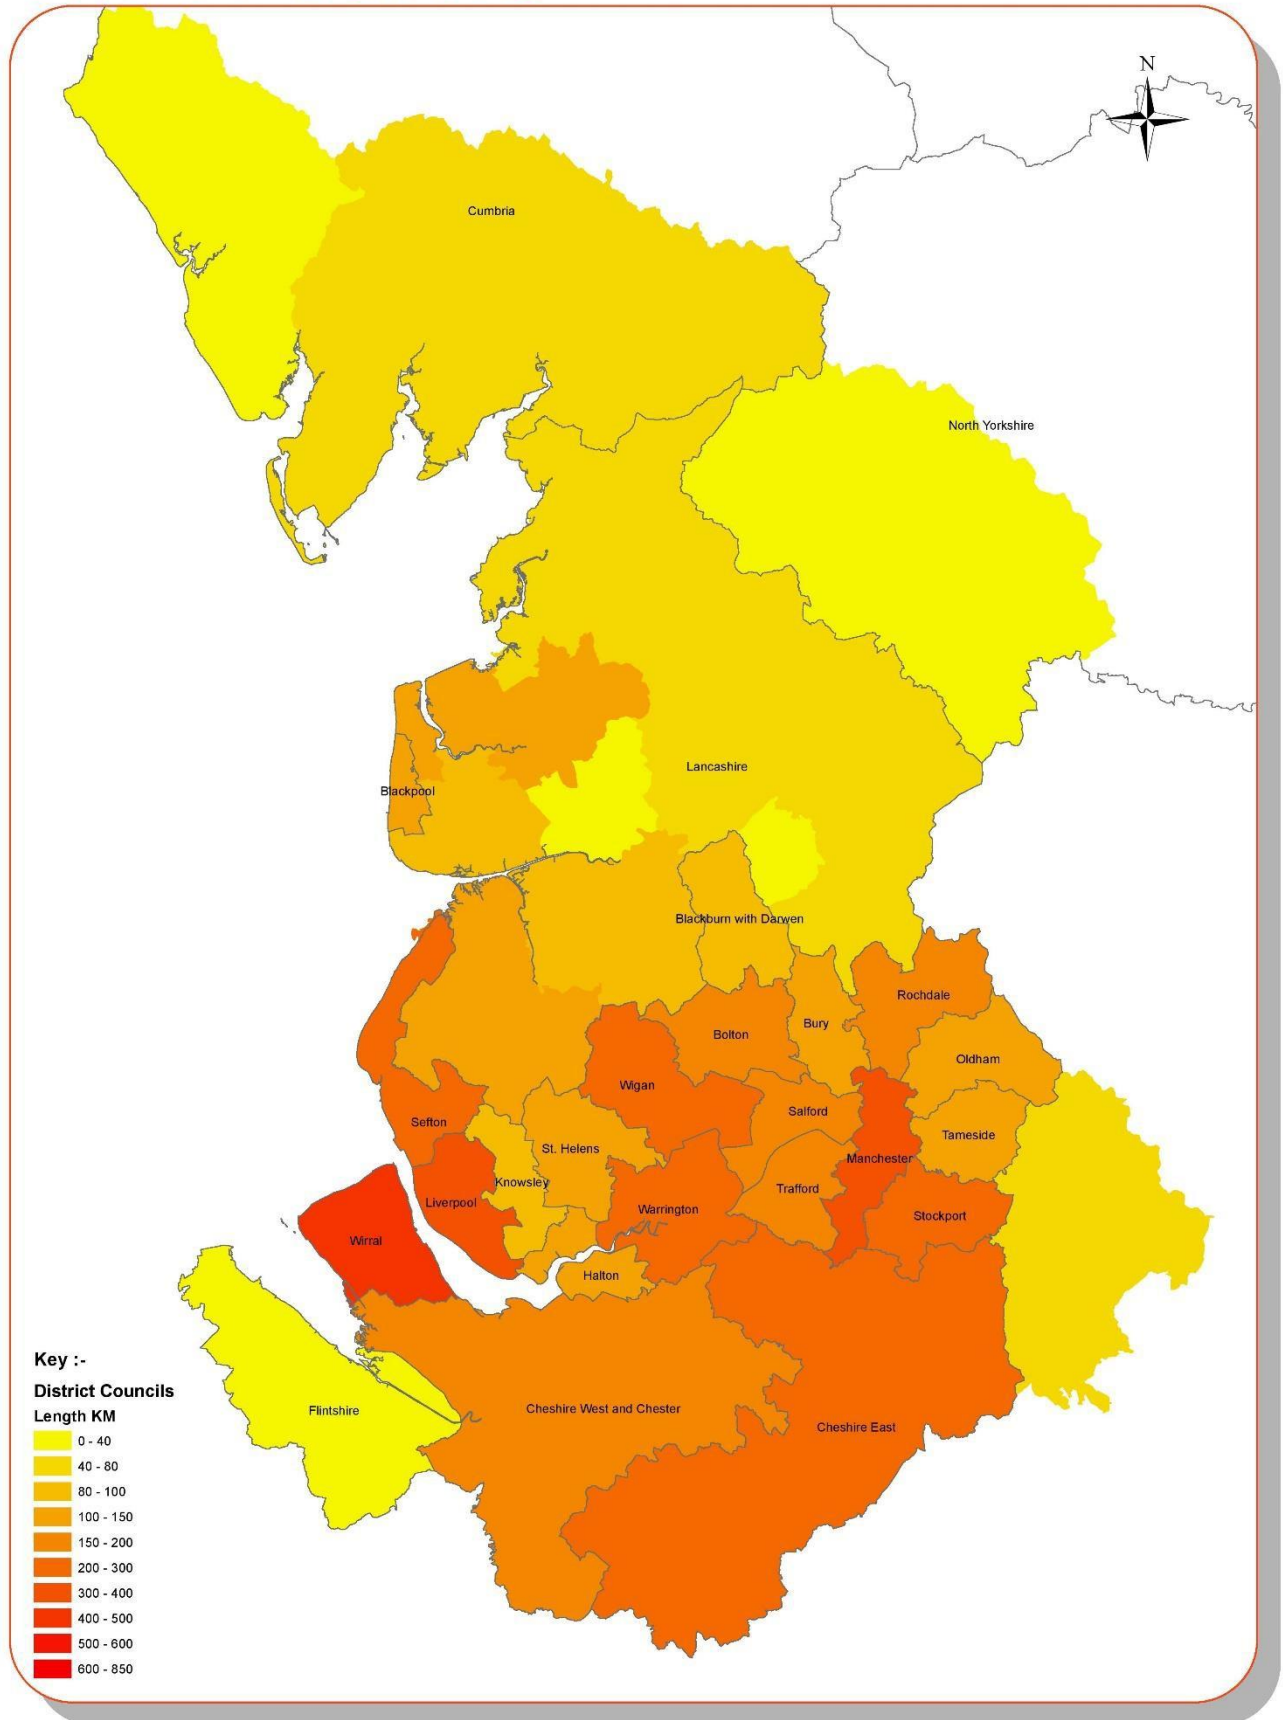 N
Cumbria
North Yorkshire
Lancashire
Blackpool
Blackburn with Darwen
Rochdale
Bury
Bolton
Oldham
Wigan
Salford
Sefton
Tameside
St. Helens
Manchester
Knowsley
Trafford
Liverpool
Warrington
Stockport
Wirral
Halton
Key :-
District Councils
Length KM
0 - 40
40 - 80
80 - 100
100 - 150
150 - 200
200 - 300
300 - 400
400 - 500
500 - 600
600 - 850
Flintshire
Cheshire West and Chester
Cheshire East